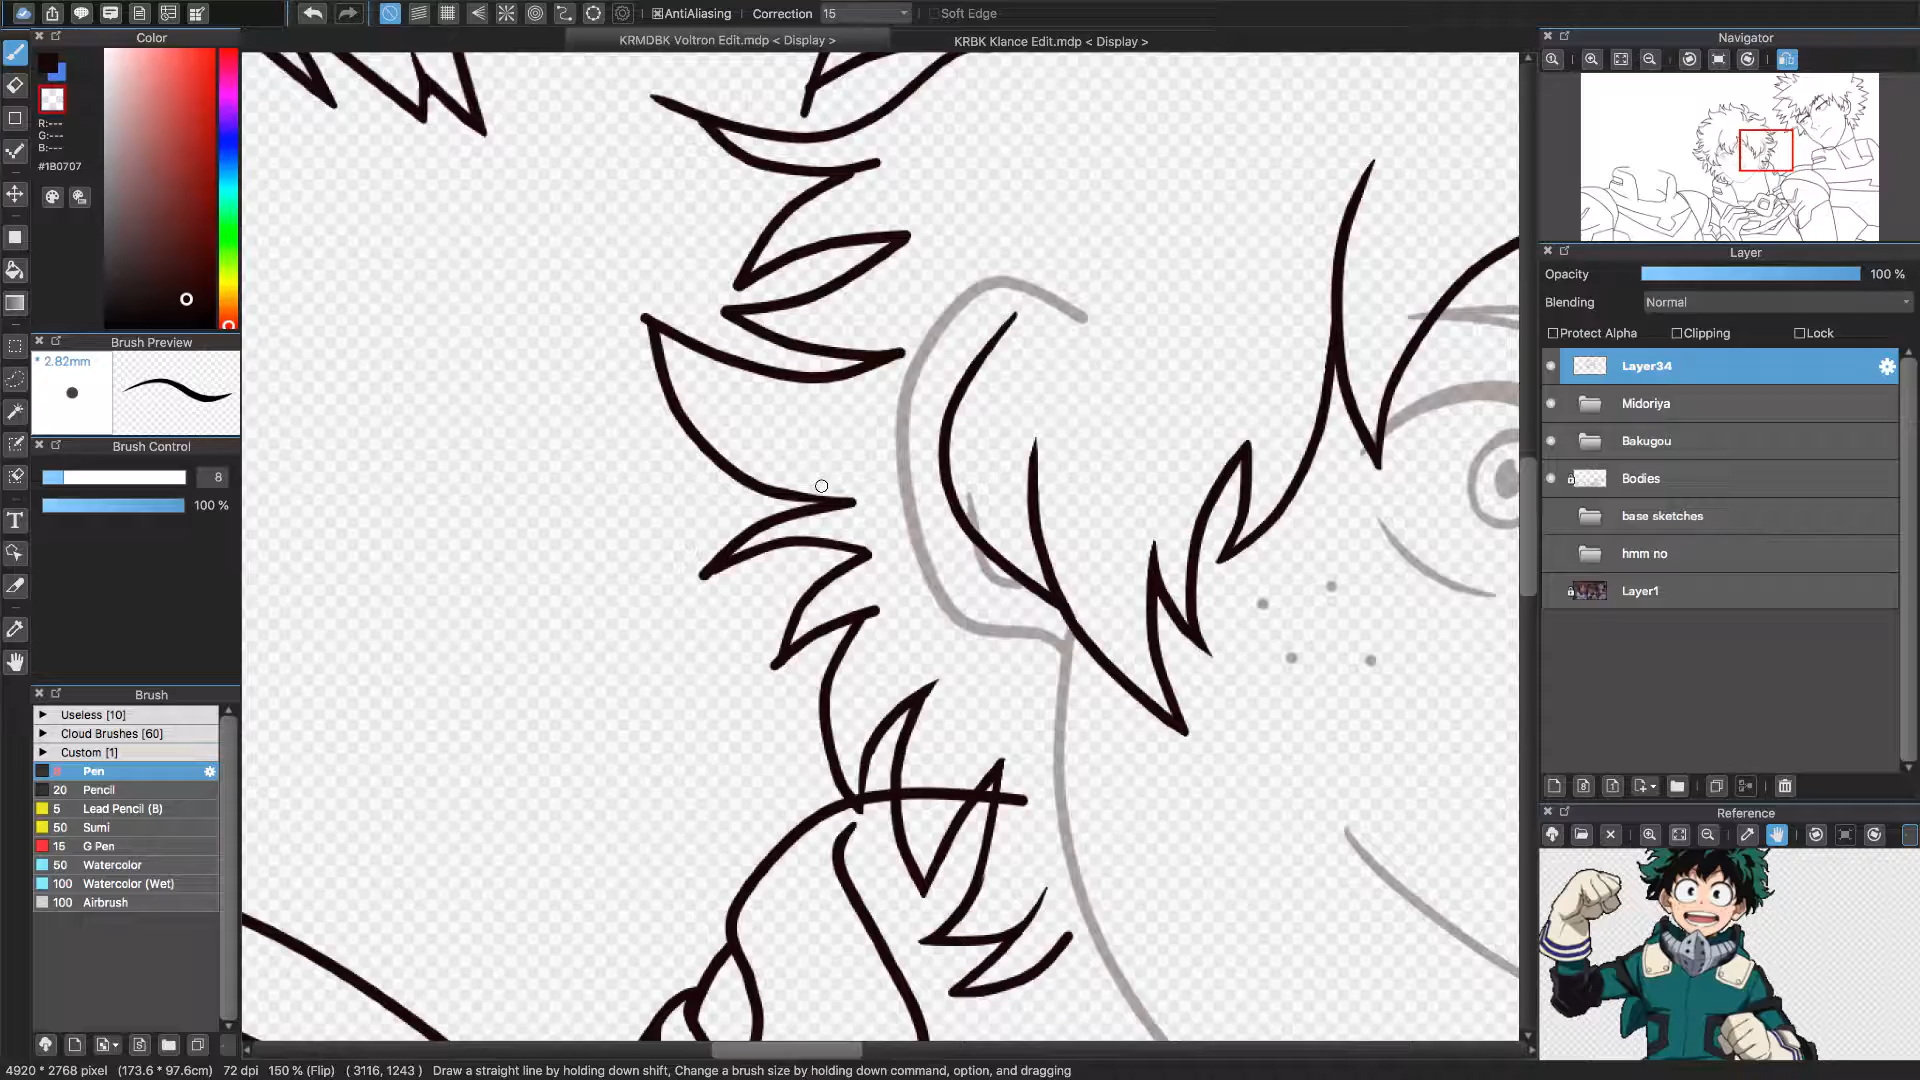 AntiAliasing
Correction
15
Soft Edge
KRMDBK Voltron Edit.mdp < Display >
KRBK Klance Edit.mdp < Display >
Color
R:---
G:---
B:---
#1B0707
Brush Preview
* 2.82mm
Brush Control
8
100 %
Brush
Useless [10]
Cloud Brushes [60]
Custom [1]
Pen
20 Pencil
5 Lead Pencil (B)
50 Sumi
15 G Pen
50 Watercolor
100 Watercolor (Wet)
100 Airbrush
Navigator
Layer
Opacity
100 %
Blending
Normal
Protect Alpha
Clipping
Lock
Layer34
Midoriya
Bakugou
Bodies
base sketches
hmm no
Layer1
Reference
4920 * 2768 pixel (173.6 * 97.6cm) 72 dpi 150 % (Flip) ( 3116, 1243 ) Draw a straight line by holding down shift, Change a brush size by holding down command, option, and dragging